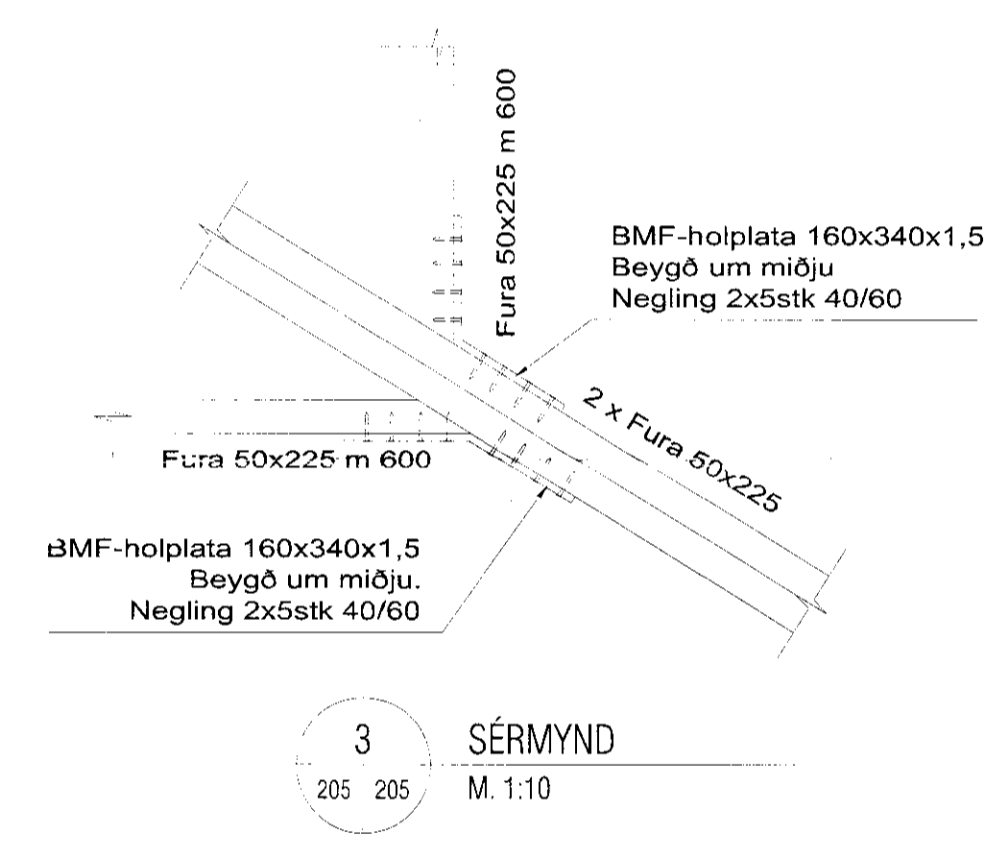 Fura 50x225 m 600
BMF-holplata 160x340x1,5
Beygð um miðju
Negling 2x5stk 40/60
2 x Fura 50x225
Fura 50x225 m 600
BMF-holplata 160x340x1,5
Beygð um miðju.
Negling 2x5stk 40/60
3
205 205
SÉRMYND
M. 1:10